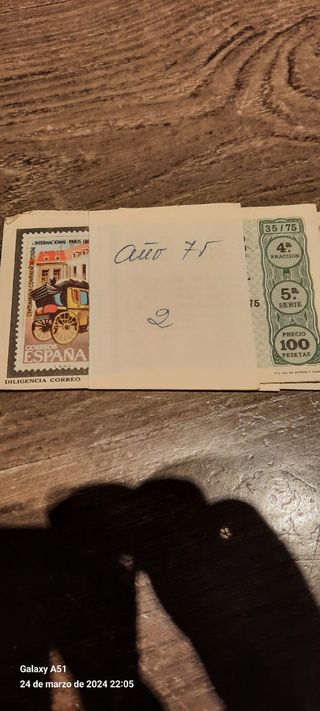 35/75
INTERNACIONAL-PARIS
Año 75
4ª
FRACCION
5ª
SERIE
75
2
PRECIO
100
PESETAS
CORREOS
ESPAÑA
DILIGENCIA CORREO
Galaxy A51
24 de marzo de 2024 22:05